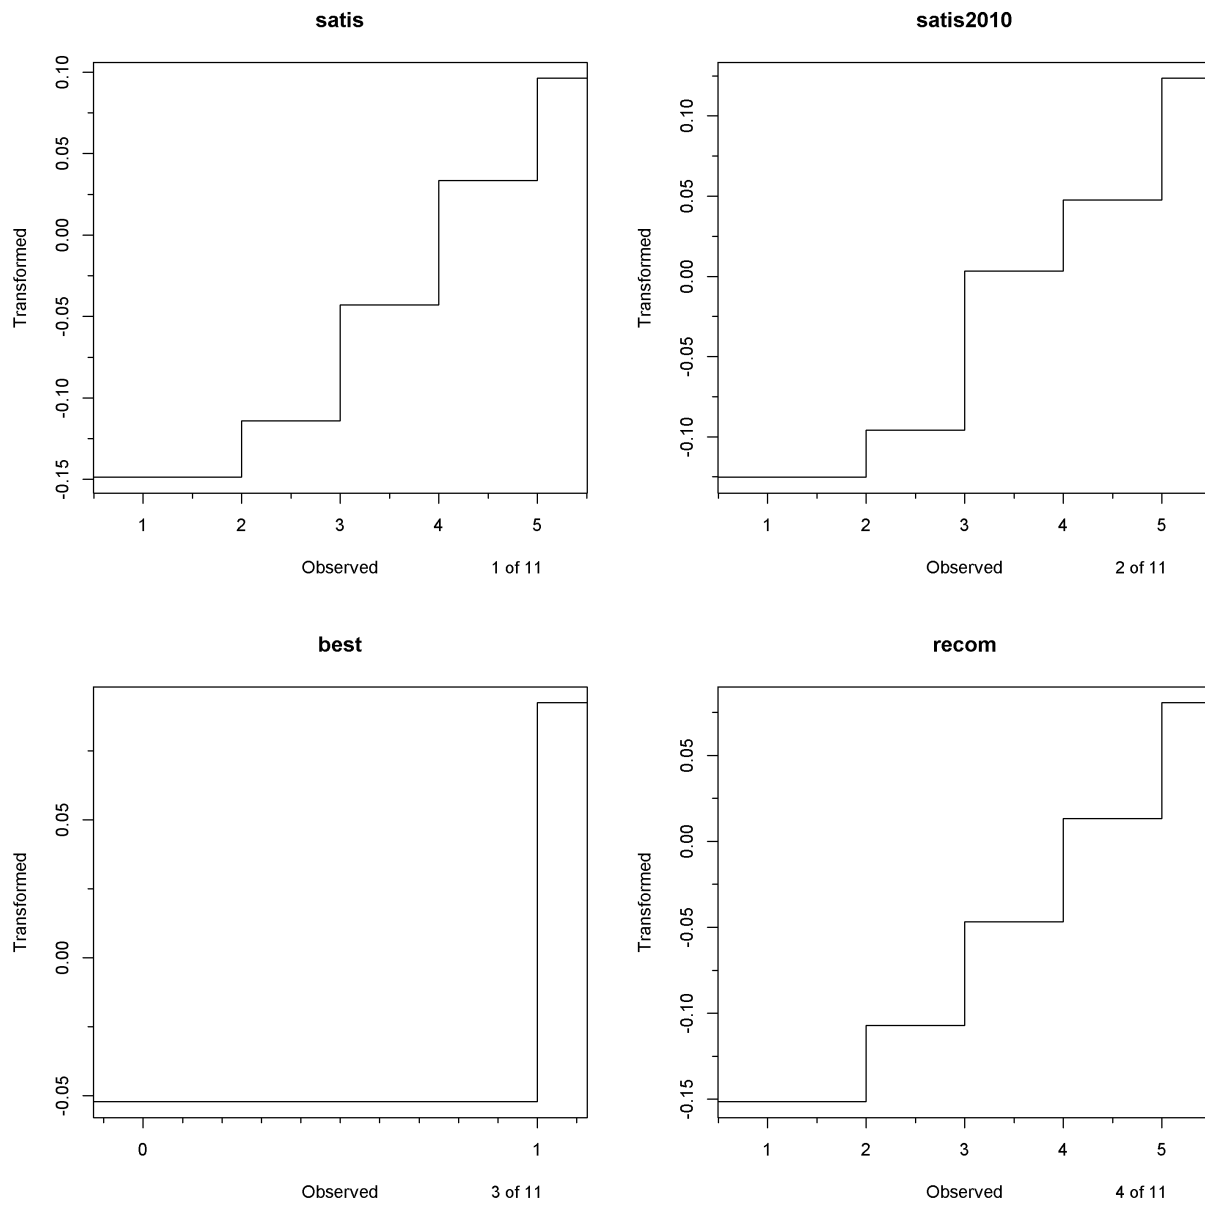 satis
Transformed
0.10
0.05
0.00
-0.05
-0.10
-0.15
1 2 3 4 5
Observed 1 of 11
satis2010
Transformed
0.10
0.05
0.00
-0.05
-0.10
1 2 3 4 5
Observed 2 of 11
best
Transformed
0.05
0.00
-0.05
0 1
Observed 3 of 11
recom
Transformed
0.05
0.00
-0.05
-0.10
-0.15
1 2 3 4 5
Observed 4 of 11